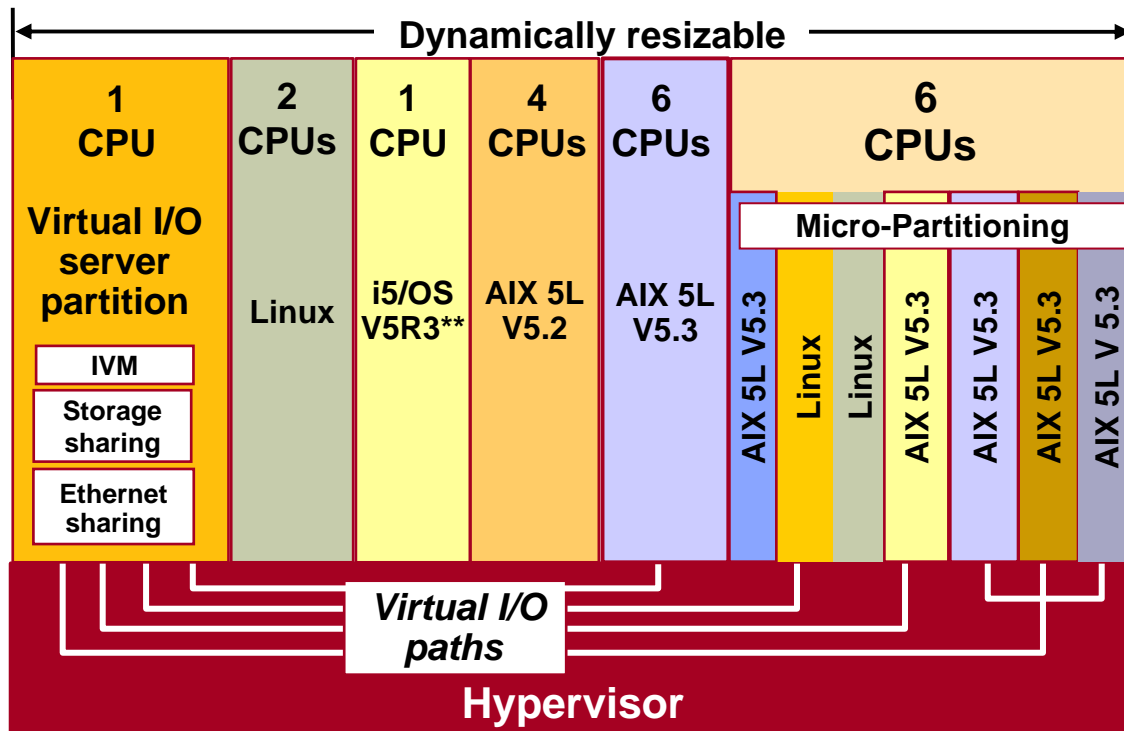 Dynamically resizable
1
CPU
2
CPUs
1
CPU
4
CPUs
6
CPUs
6
CPUs
Virtual I/O
server
partition
IVM
Storage
sharing
Ethernet
sharing
Linux
i5/OS
V5R3**
AIX 5L
V5.2
AIX 5L
V5.3
Micro-Partitioning
AIX 5L V5.3
Linux
Linux
AIX 5L V5.3
AIX 5L V5.3
AIX 5L V5.3
AIX 5L V 5.3
Virtual I/O
paths
Hypervisor